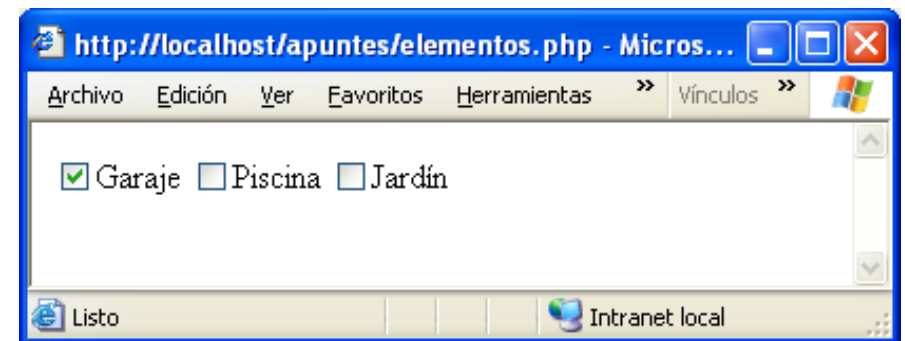 http://localhost/apuntes/elementos.php - Micros...
Archivo Edición Ver Favoritos Herramientas » Vínculos »
Garaje Piscina Jardín
Listo Intranet local